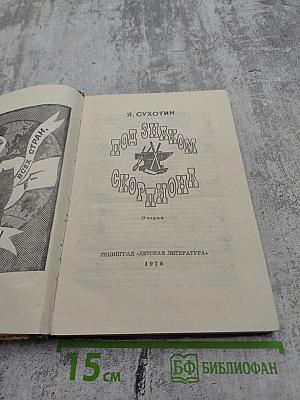 ВСЕХ СТРАН,
Я. СУХОТИН
ПОД ЗНАКОМ
СКОРПИОНА
Очерки
ЛЕНИНГРАД «ДЕТСКАЯ ЛИТЕРАТУРА»
1976
15 см
БФ БИБЛИОФАН